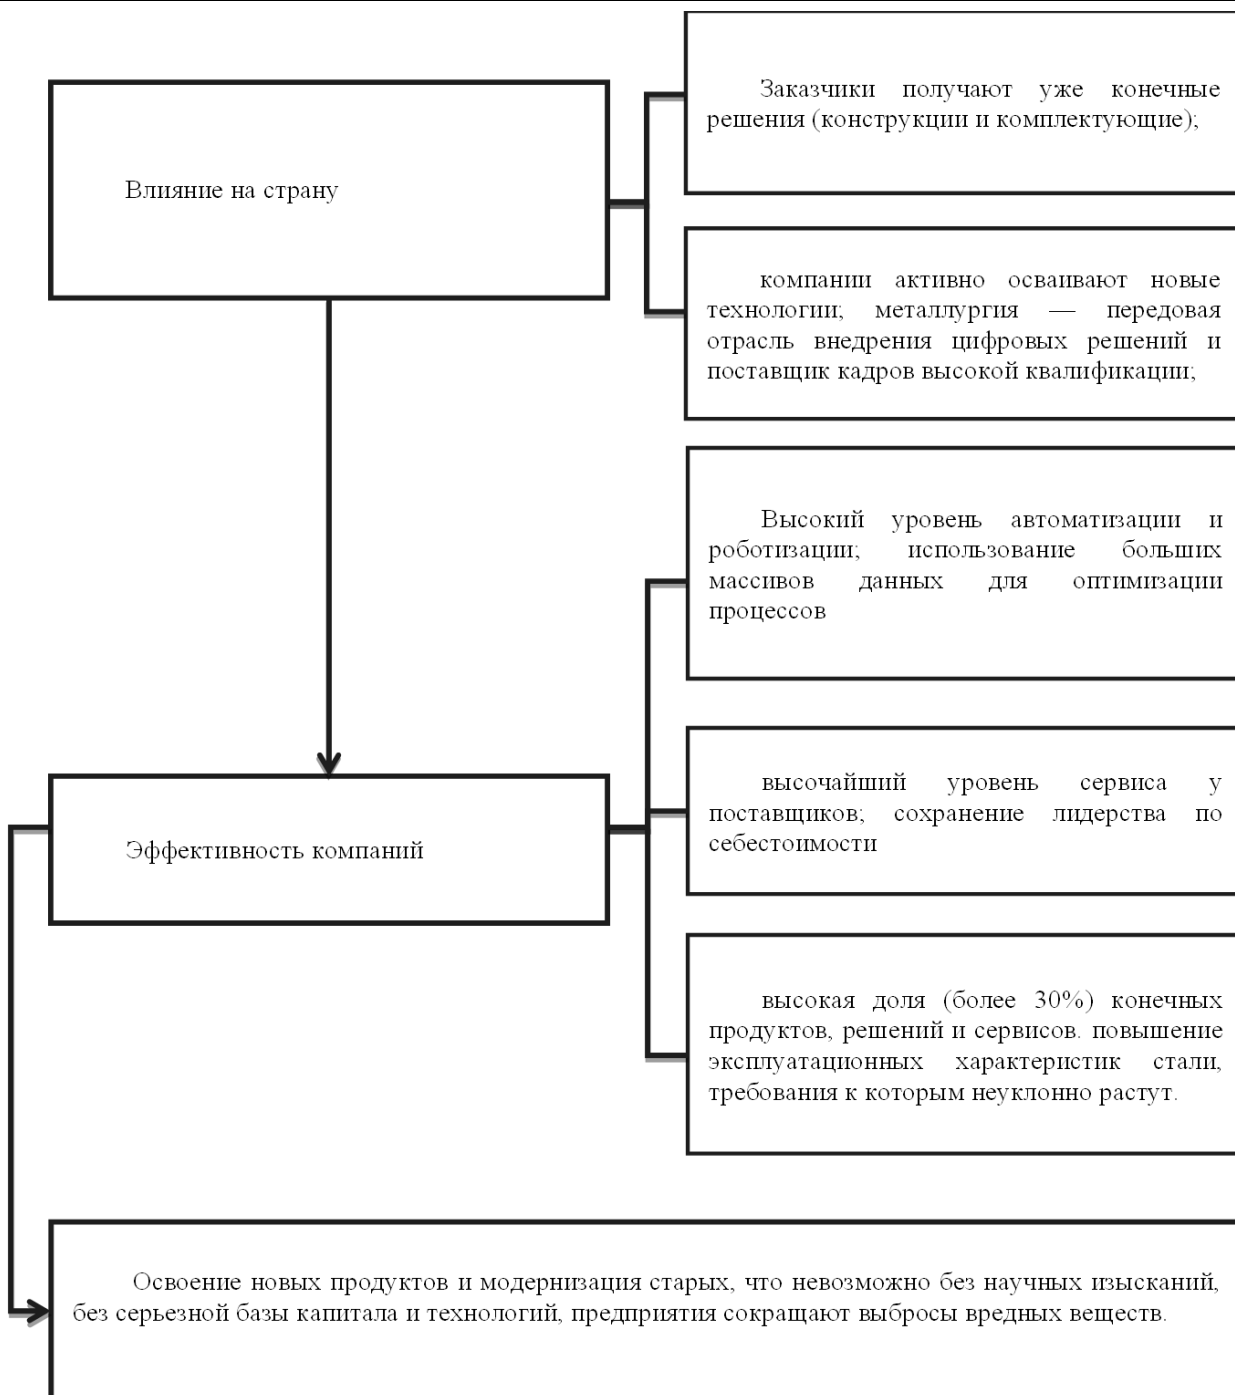 Заказчики получают уже конечные
решения (конструкции и комплектующие);
Влияние на страну
компании активно осваивают новые
технологии; металлургия — передовая
отрасль внедрения цифровых решений и
поставщик кадров высокой квалификации;
Высокий уровень автоматизации и
роботизации; использование больших
массивов данных для оптимизации
процессов
высочайший уровень сервиса у
поставщиков; сохранение лидерства по
себестоимости
Эффективность компаний
высокая доля (более 30%) конечных
продуктов, решений и сервисов. повышение
эксплуатационных характеристик стали,
требования к которым неуклонно растут.
Освоение новых продуктов и модернизация старых, что невозможно без научных изысканий,
без серьезной базы капитала и технологий, предприятия сокращают выбросы вредных веществ.